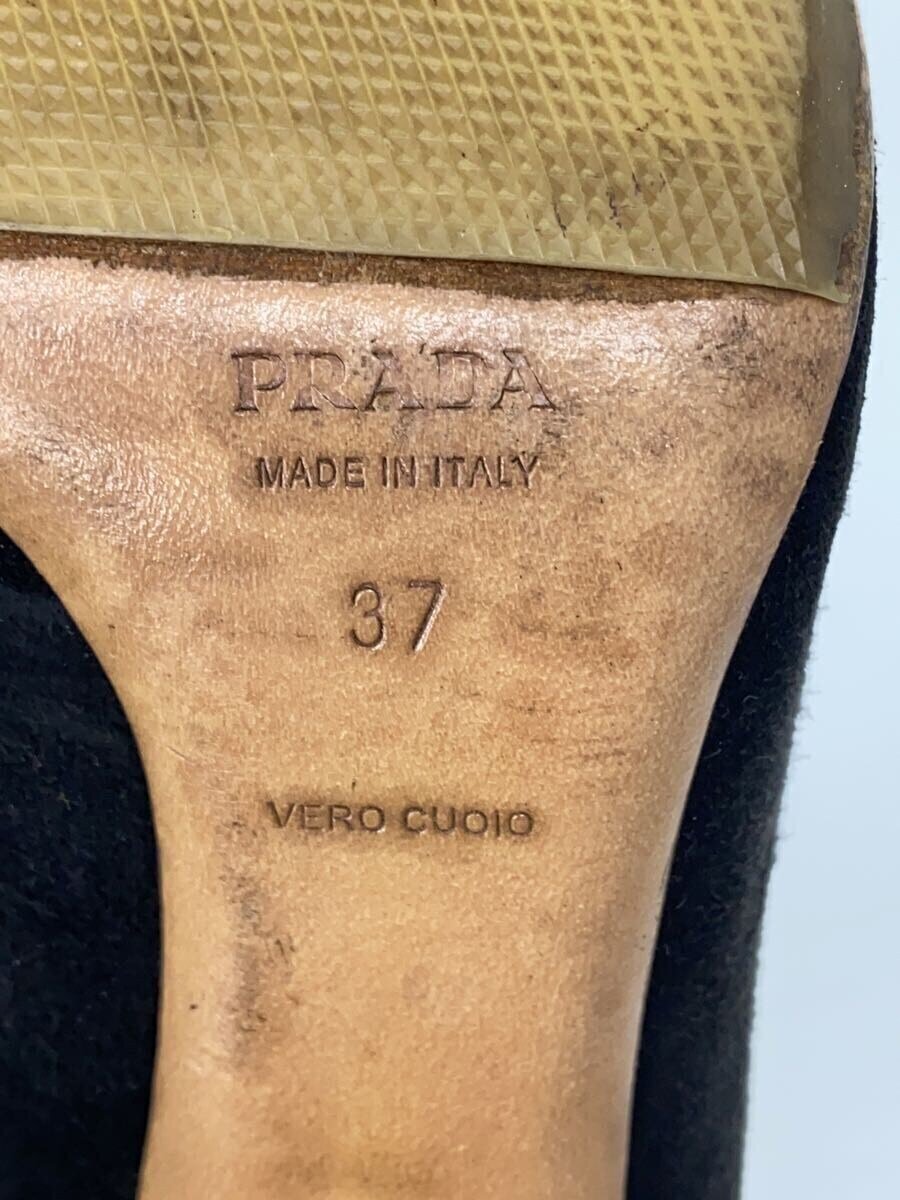 PRADA
MADE IN ITALY
37
VERO CUOIO